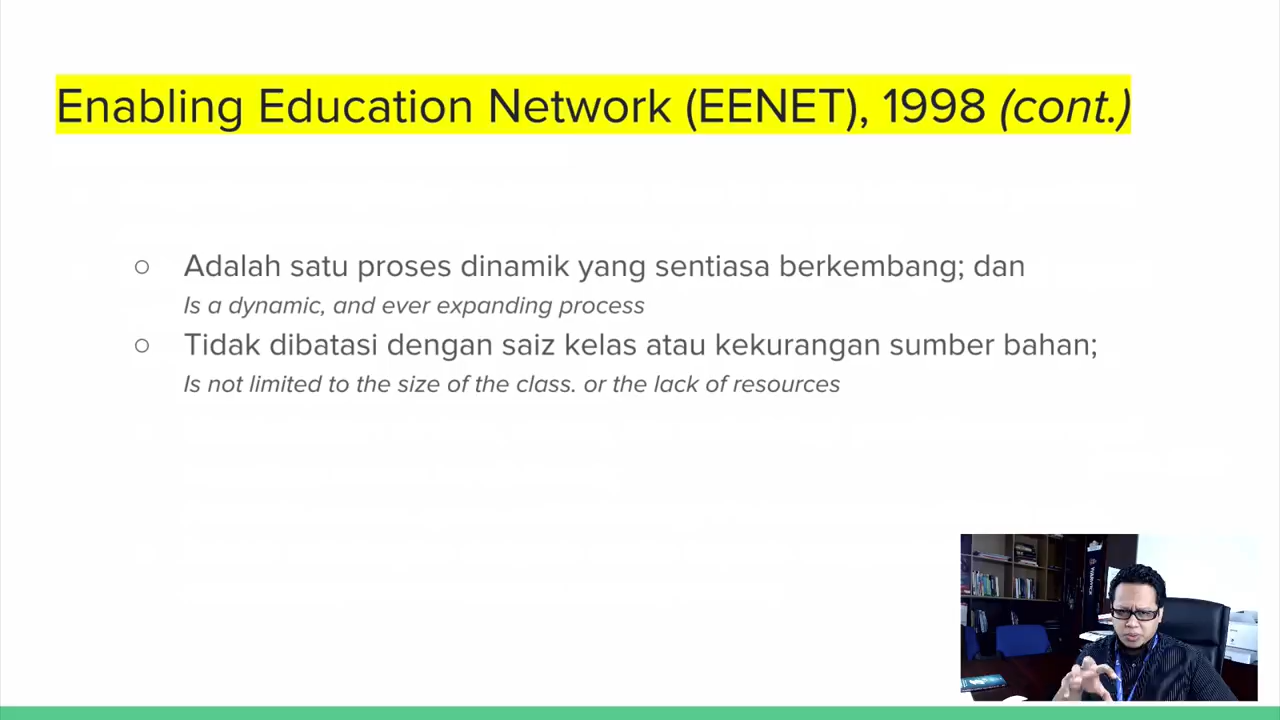 Enabling Education Network (EENET), 1998 (cont.)
○ Adalah satu proses dinamik yang sentiasa berkembang; dan
Is a dynamic, and ever expanding process
○ Tidak dibatasi dengan saiz kelas atau kekurangan sumber bahan;
Is not limited to the size of the class. or the lack of resources